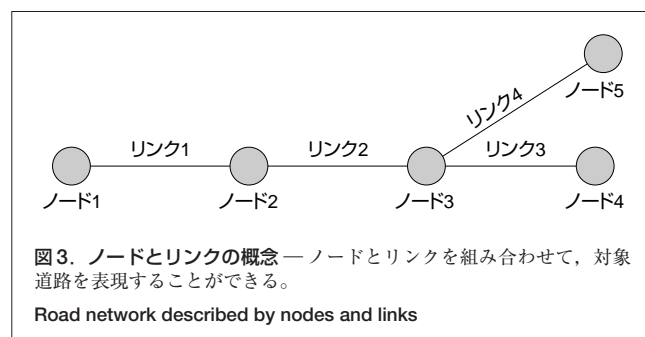 リンク4
ノード5
リンク1
リンク2
リンク3
ノード1
ノード2
ノード3
ノード4
図3．ノードとリンクの概念 — ノードとリンクを組み合わせて，対象
道路を表現することができる。
Road network described by nodes and links